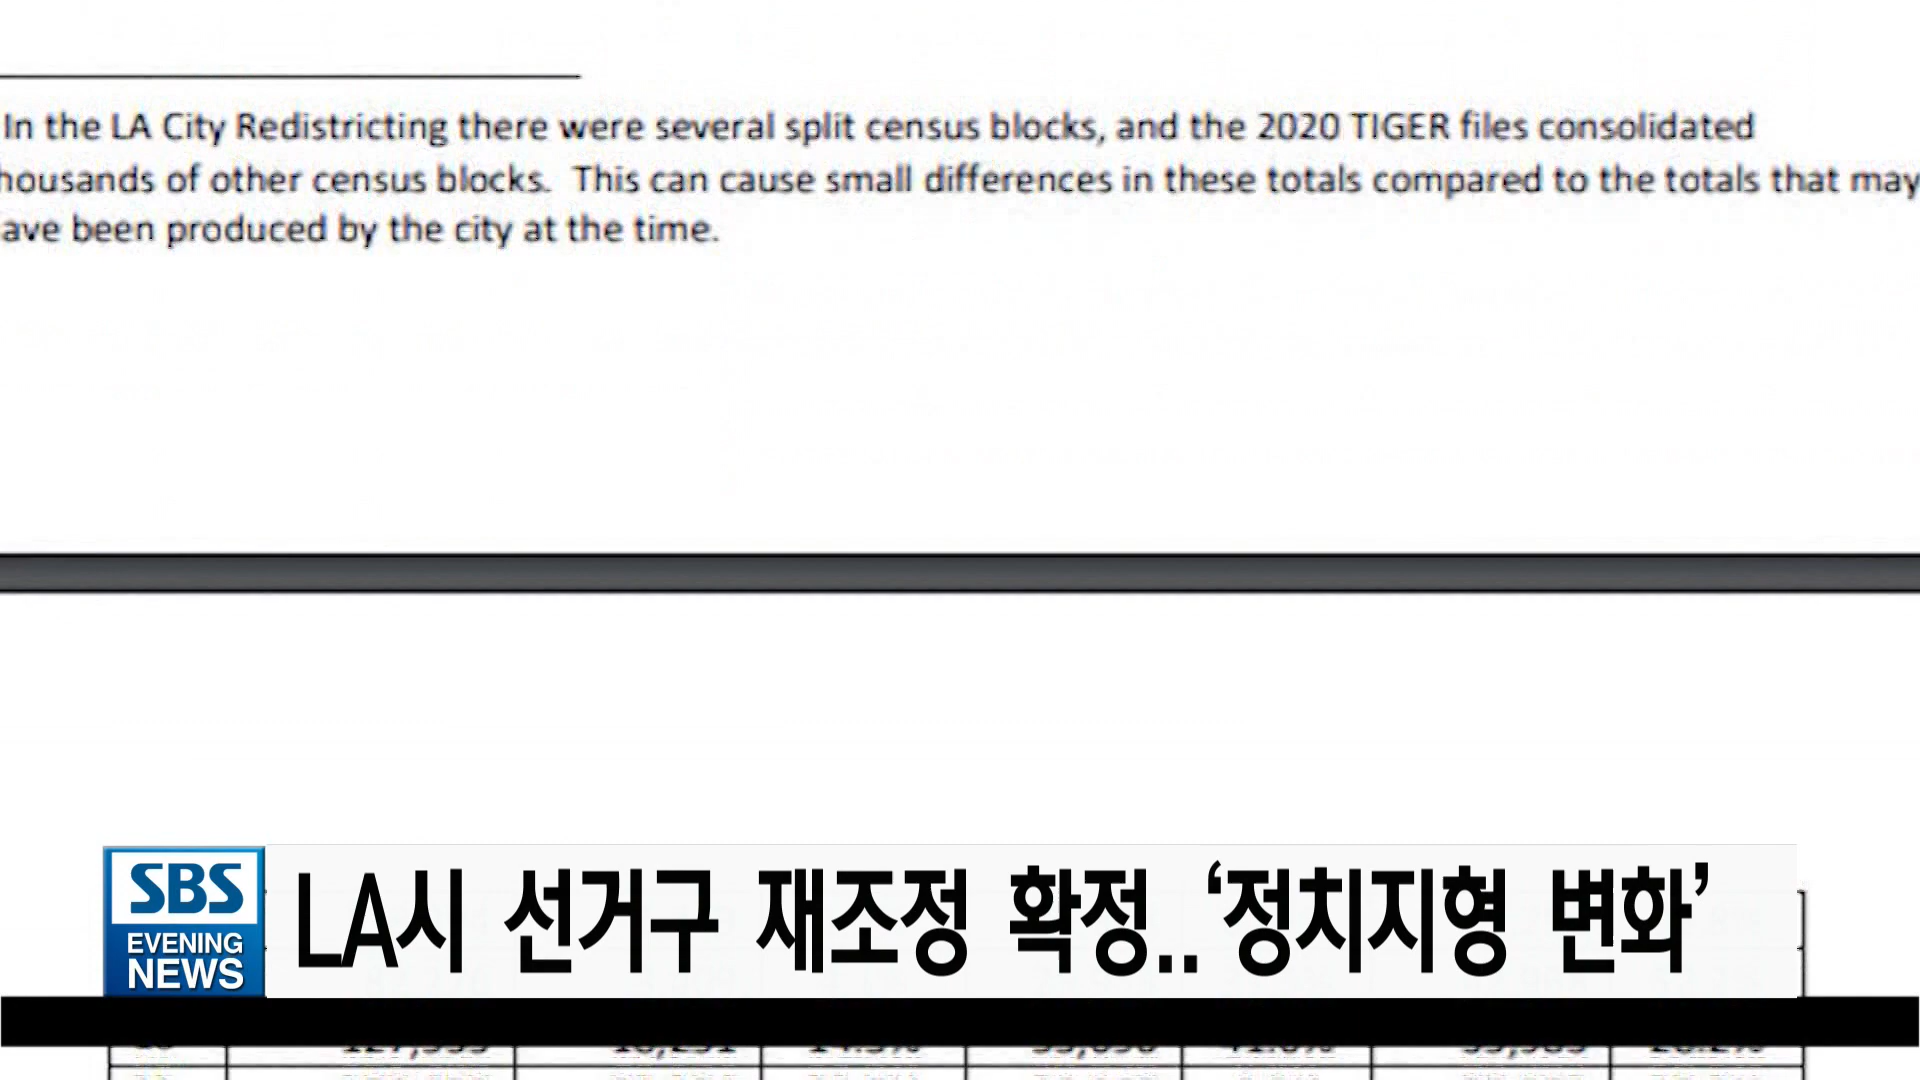 In the LA City Redistricting there were several split census blocks, and the 2020 TIGER files consolidated
housands of other census blocks. This can cause small differences in these totals compared to the totals that may
ave been produced by the city at the time.
SBS
EVENING
NEWS
LA시 선거구 재조정 확정..‘정치지형 변화’